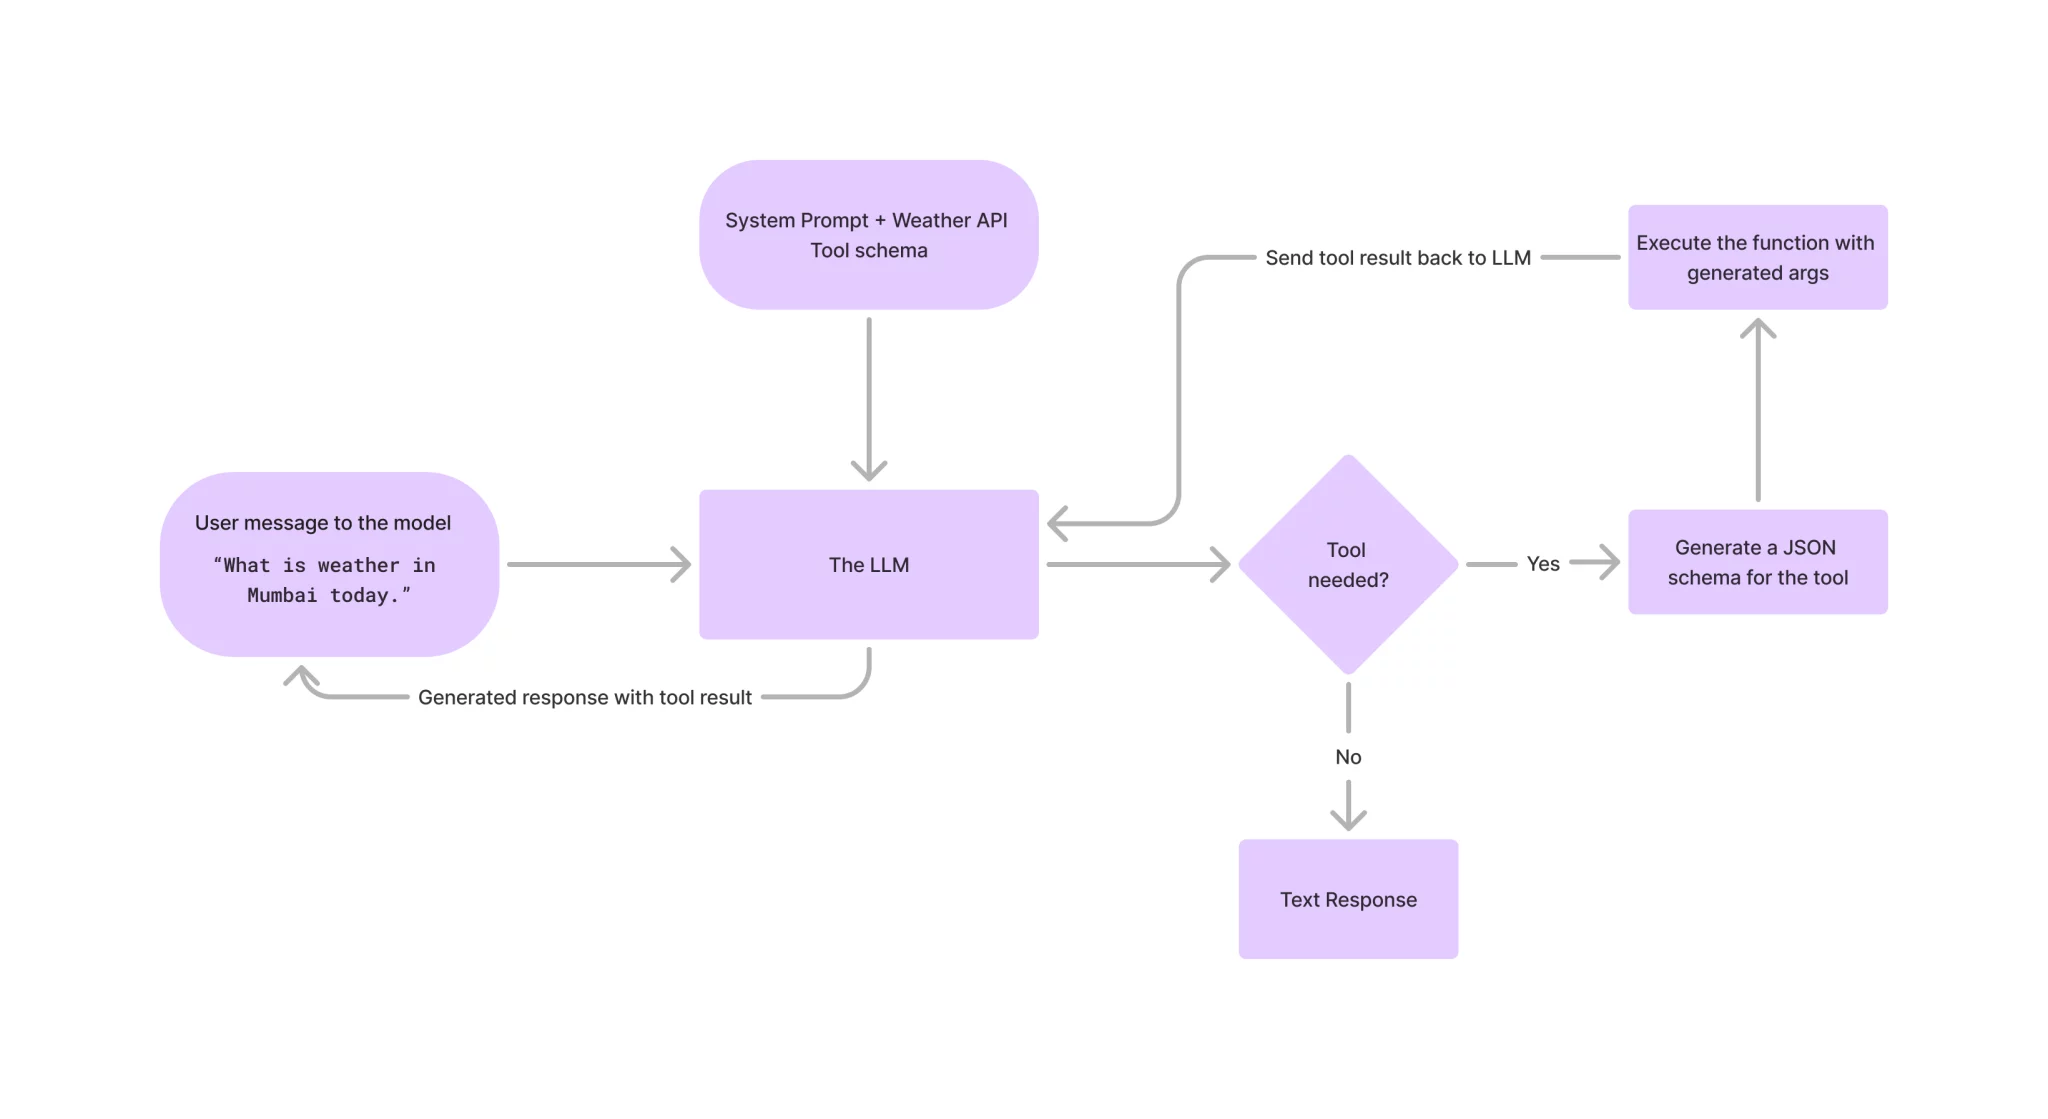 System Prompt + Weather API
Tool schema
Send tool result back to LLM
Execute the function with
generated args
User message to the model
“What is weather in
Mumbai today.”
The LLM
Tool
needed?
Yes
Generate a JSON
schema for the tool
Generated response with tool result
No
Text Response